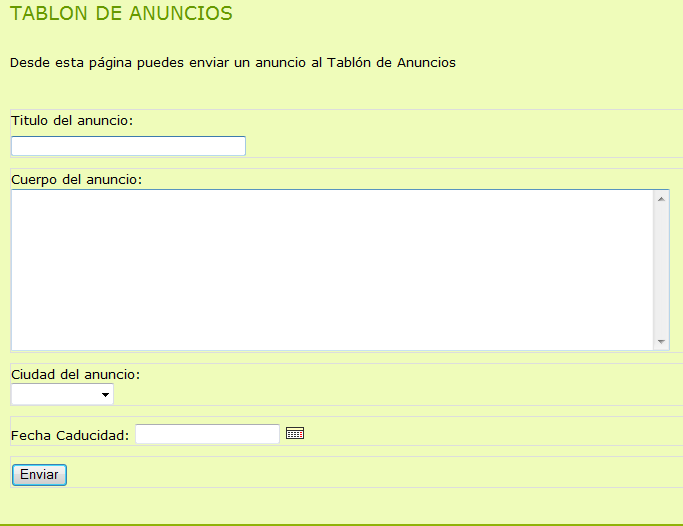 TABLON DE ANUNCIOS
Desde esta página puedes enviar un anuncio al Tablón de Anuncios
Titulo del anuncio:
Cuerpo del anuncio:
Ciudad del anuncio:
Fecha Caducidad:
Enviar